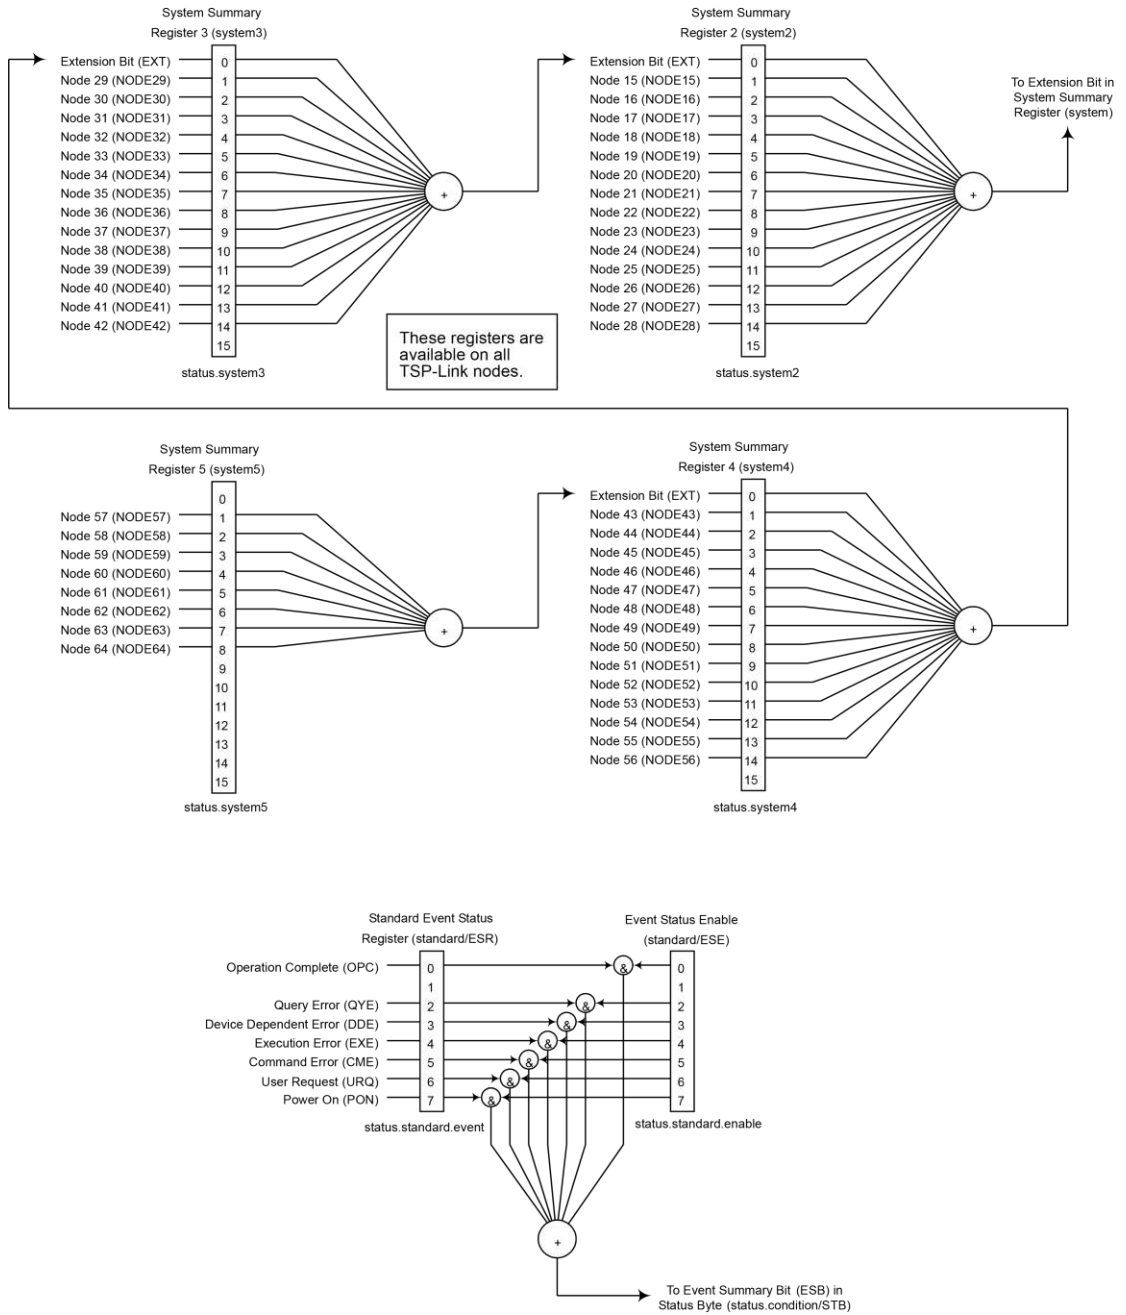 System Summary
Register 3 (system3)
Extension Bit (EXT) 0
Node 29 (NODE29) 1
Node 30 (NODE30) 2
Node 31 (NODE31) 3
Node 32 (NODE32) 4
Node 33 (NODE33) 5
Node 34 (NODE34) 6
Node 35 (NODE35) 7
Node 36 (NODE36) 8
Node 37 (NODE37) 9
Node 38 (NODE38) 10
Node 39 (NODE39) 11
Node 40 (NODE40) 12
Node 41 (NODE41) 13
Node 42 (NODE42) 14
15
+
status.system3
System Summary
Register 2 (system2)
Extension Bit (EXT) 0
Node 15 (NODE15) 1
Node 16 (NODE16) 2
Node 17 (NODE17) 3
Node 18 (NODE18) 4
Node 19 (NODE19) 5
Node 20 (NODE20) 6
Node 21 (NODE21) 7
Node 22 (NODE22) 8
Node 23 (NODE23) 9
Node 24 (NODE24) 10
Node 25 (NODE25) 11
Node 26 (NODE26) 12
Node 27 (NODE27) 13
Node 28 (NODE28) 14
15
+
status.system2
To Extension Bit in
System Summary
Register (system)
These registers are
available on all
TSP-Link nodes.
System Summary
Register 5 (system5)
0
Node 57 (NODE57) 1
Node 58 (NODE58) 2
Node 59 (NODE59) 3
Node 60 (NODE60) 4
Node 61 (NODE61) 5
Node 62 (NODE62) 6
Node 63 (NODE63) 7
Node 64 (NODE64) 8
9
10
11
12
13
14
15
+
status.system5
System Summary
Register 4 (system4)
Extension Bit (EXT) 0
Node 43 (NODE43) 1
Node 44 (NODE44) 2
Node 45 (NODE45) 3
Node 46 (NODE46) 4
Node 47 (NODE47) 5
Node 48 (NODE48) 6
Node 49 (NODE49) 7
Node 50 (NODE50) 8
Node 51 (NODE51) 9
Node 52 (NODE52) 10
Node 53 (NODE53) 11
Node 54 (NODE54) 12
Node 55 (NODE55) 13
Node 56 (NODE56) 14
15
+
status.system4
Standard Event Status
Register (standard/ESR)
Event Status Enable
(standard/ESE)
Operation Complete (OPC) 0 & 0
1 1
Query Error (QYE) 2 & 2
Device Dependent Error (DDE) 3 & 3
Execution Error (EXE) 4 & 4
Command Error (CME) 5 & 5
User Request (URQ) 6 & 6
Power On (PON) 7 & 7
status.standard.event
status.standard.enable
+
To Event Summary Bit (ESB) in
Status Byte (status.condition/STB)